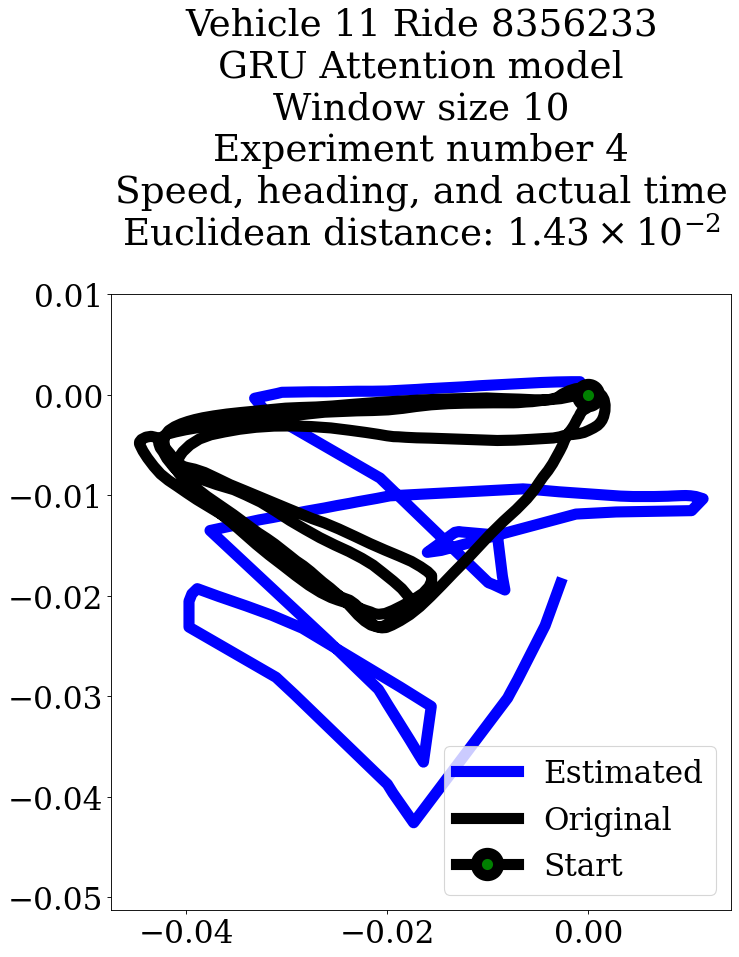 Vehicle 11 Ride 8356233
GRU Attention model
Window size 10
Experiment number 4
Speed, heading, and actual time
Euclidean distance: 1.43 × 10⁻²
0.01
0.00
−0.01
−0.02
−0.03
−0.04
−0.05
Estimated
Original
Start
−0.04
−0.02
0.00